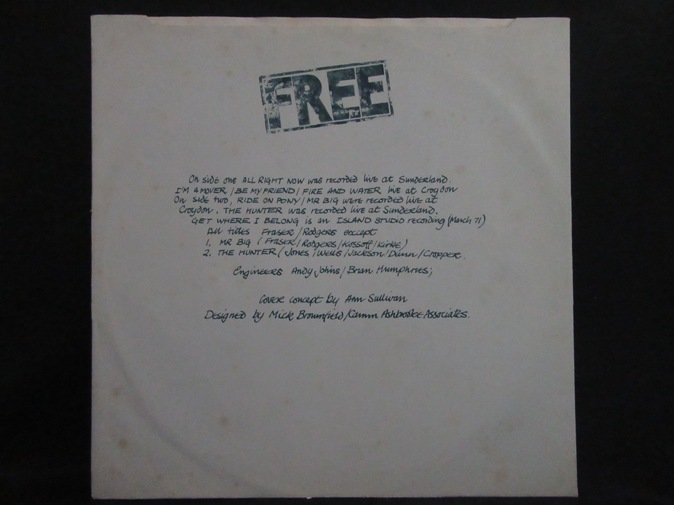 FREE
On side one ALL RIGHT NOW was recorded live at Sunderland.
I'M A MOVER / BE MY FRIEND / FIRE AND WATER live at Croydon
On side two, RIDE ON PONY / MR BIG were recorded live at
Croydon. THE HUNTER was recorded live at Sunderland.
GET WHERE I BELONG is an ISLAND STUDIO recording (March 71)
All titles Fraser/Rodgers except
1. MR BIG (Fraser/Rodgers/Kossoff/Kirke)
2. THE HUNTER (Jones/Wells/Jackson/Dunn/Cropper.
Engineers Andy Johns / Brian Humphries;
Cover concept by Ann Sullivan
Designed by Mick Brownfield/Camm Ashbrook Associates.